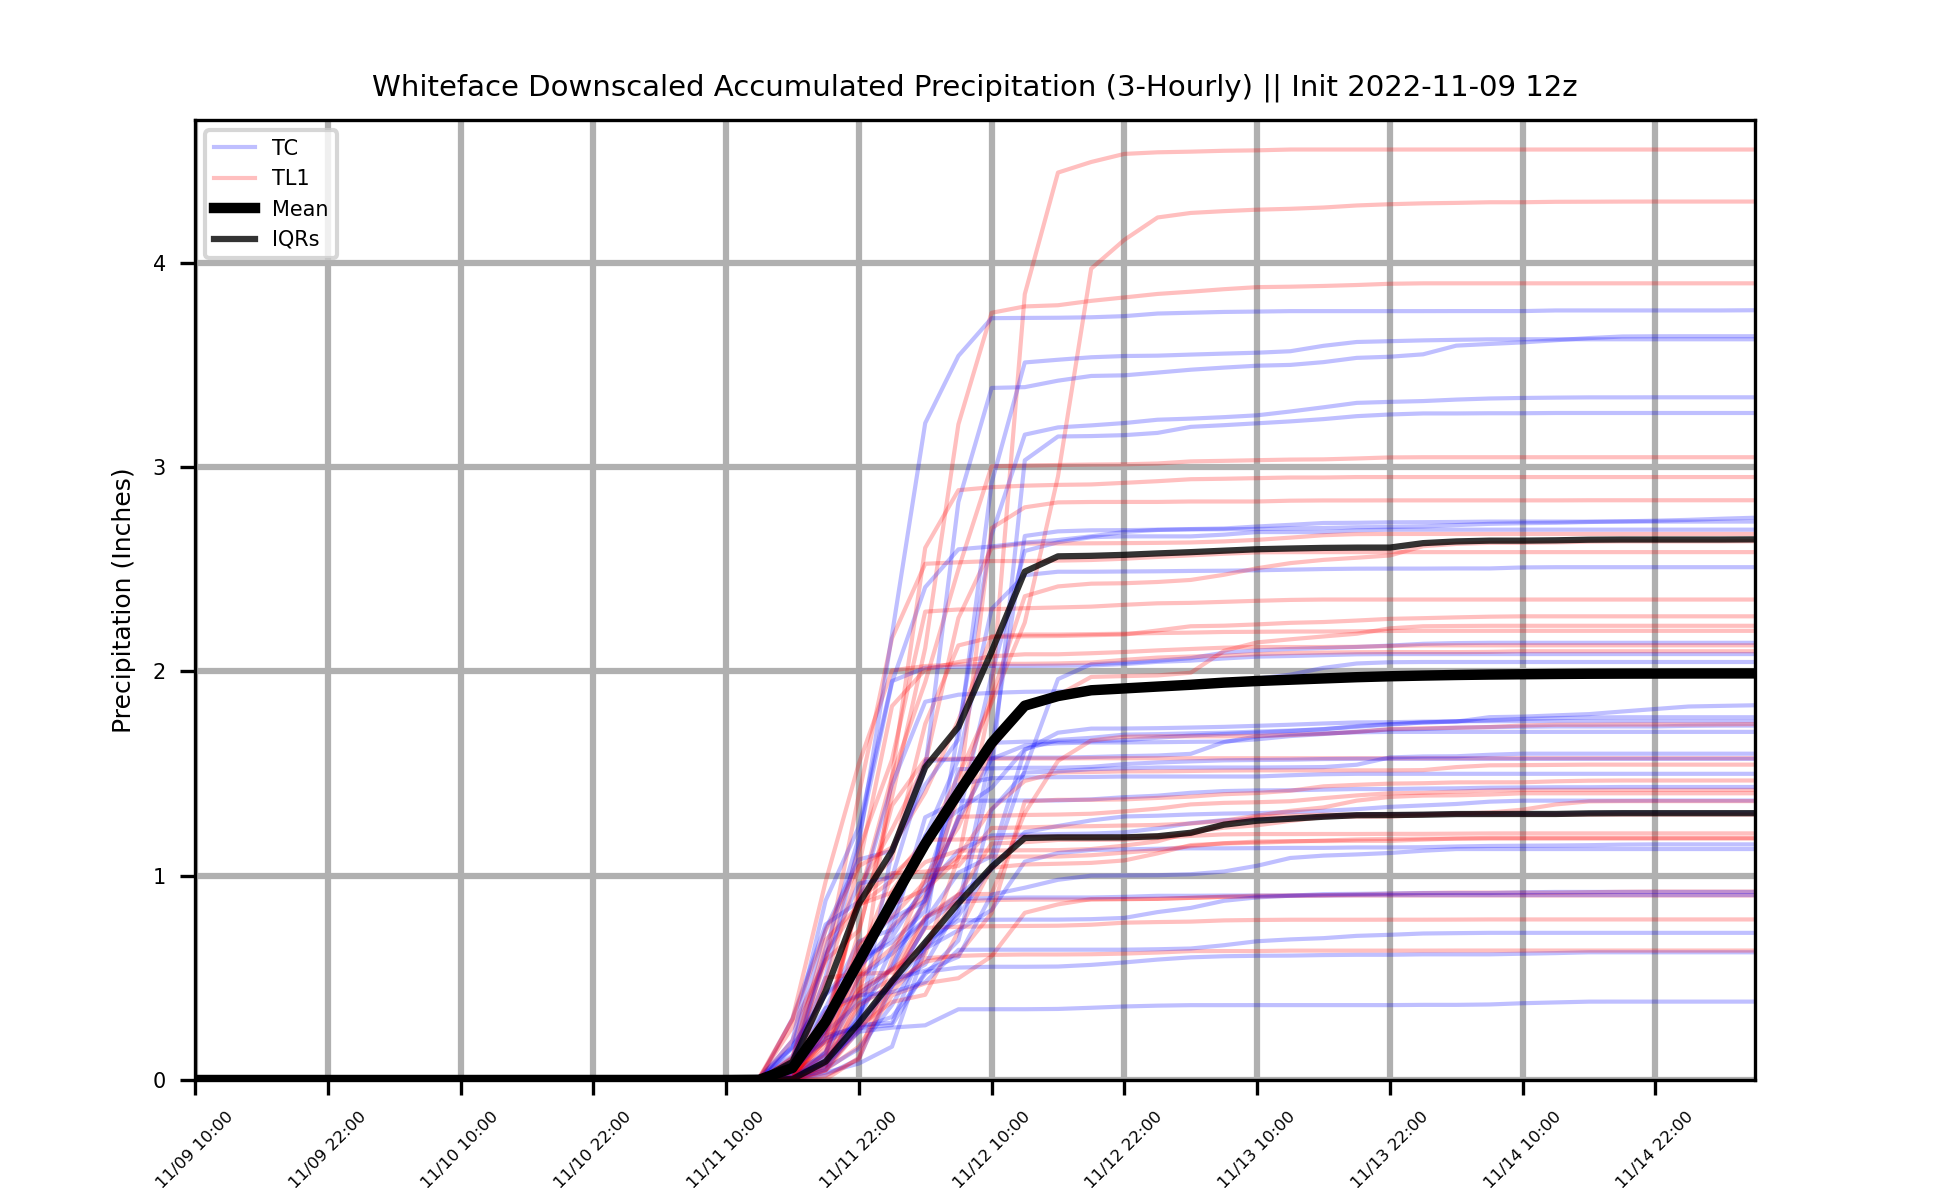 Whiteface Downscaled Accumulated Precipitation (3-Hourly) || Init 2022-11-09 12z
TC
TL1
Mean
IQRs
Precipitation (Inches)
4
3
2
1
0
11/09 10:00
11/09 22:00
11/10 10:00
11/10 22:00
11/11 10:00
11/11 22:00
11/12 10:00
11/12 22:00
11/13 10:00
11/13 22:00
11/14 10:00
11/14 22:00